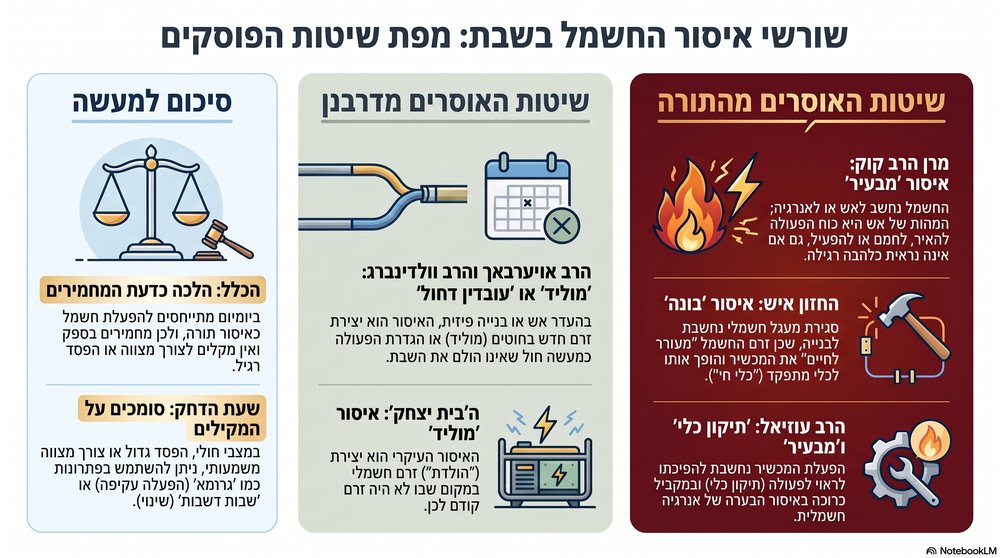 שורשי איסור החשמל בשבת: מפת שיטות הפוסקים
שיטות האוסרים מהתורה
מרן הרב קוק:
איסור 'מבעיר'
החשמל נחשב לאש או לאנרגיה;
המהות של אש היא כוח הפעולה
להאיר, לחמם או להפעיל, גם אם
אינה נראית כלהבה רגילה.
החזון איש: איסור 'בונה'
סגירת מעגל חשמלי נחשבת
לבנייה, שכן זרם החשמל "מעורר
לחיים" את המכשיר והופך אותו
לכלי מתפקד ("כלי חי").
הרב עוזיאל: 'תיקון כלי'
ו'מבעיר'
הפעלת המכשיר נחשבת להפיכתו
לראוי לפעולה (תיקון כלי) ובמקביל
כרוכה באיסור הבערה של אנרגיה
חשמלית.
שיטות האוסרים מדרבנן
הרב אויערבאך והרב וולדינברג:
'מוליד' או 'עובדין דחול'
בהעדר אש או בנייה פיזית, האיסור הוא יצירת
זרם חדש בחוטים (מוליד) או הגדרת הפעולה
כמעשה חול שאינו הולם את השבת.
ה'בית יצחק': איסור
'מוליד'
האיסור העיקרי הוא יצירת
("הולדת") זרם חשמלי
במקום שבו לא היה זרם
קודם לכן.
סיכום למעשה
הכלל: הלכה כדעת המחמירים
ביומיום מתייחסים להפעלת חשמל
כאיסור תורה, ולכן מחמירים בספק
ואין מקלים לצורך מצווה או הפסד
רגיל.
שעת הדחק: סומכים על
המקילים
במצבי חולי, הפסד גדול או צורך מצווה
משמעותי, ניתן להשתמש בפתרונות
כמו 'גרמא' (הפעלה עקיפה) או
'שבות דשבות' (שינוי).
NotebookLM